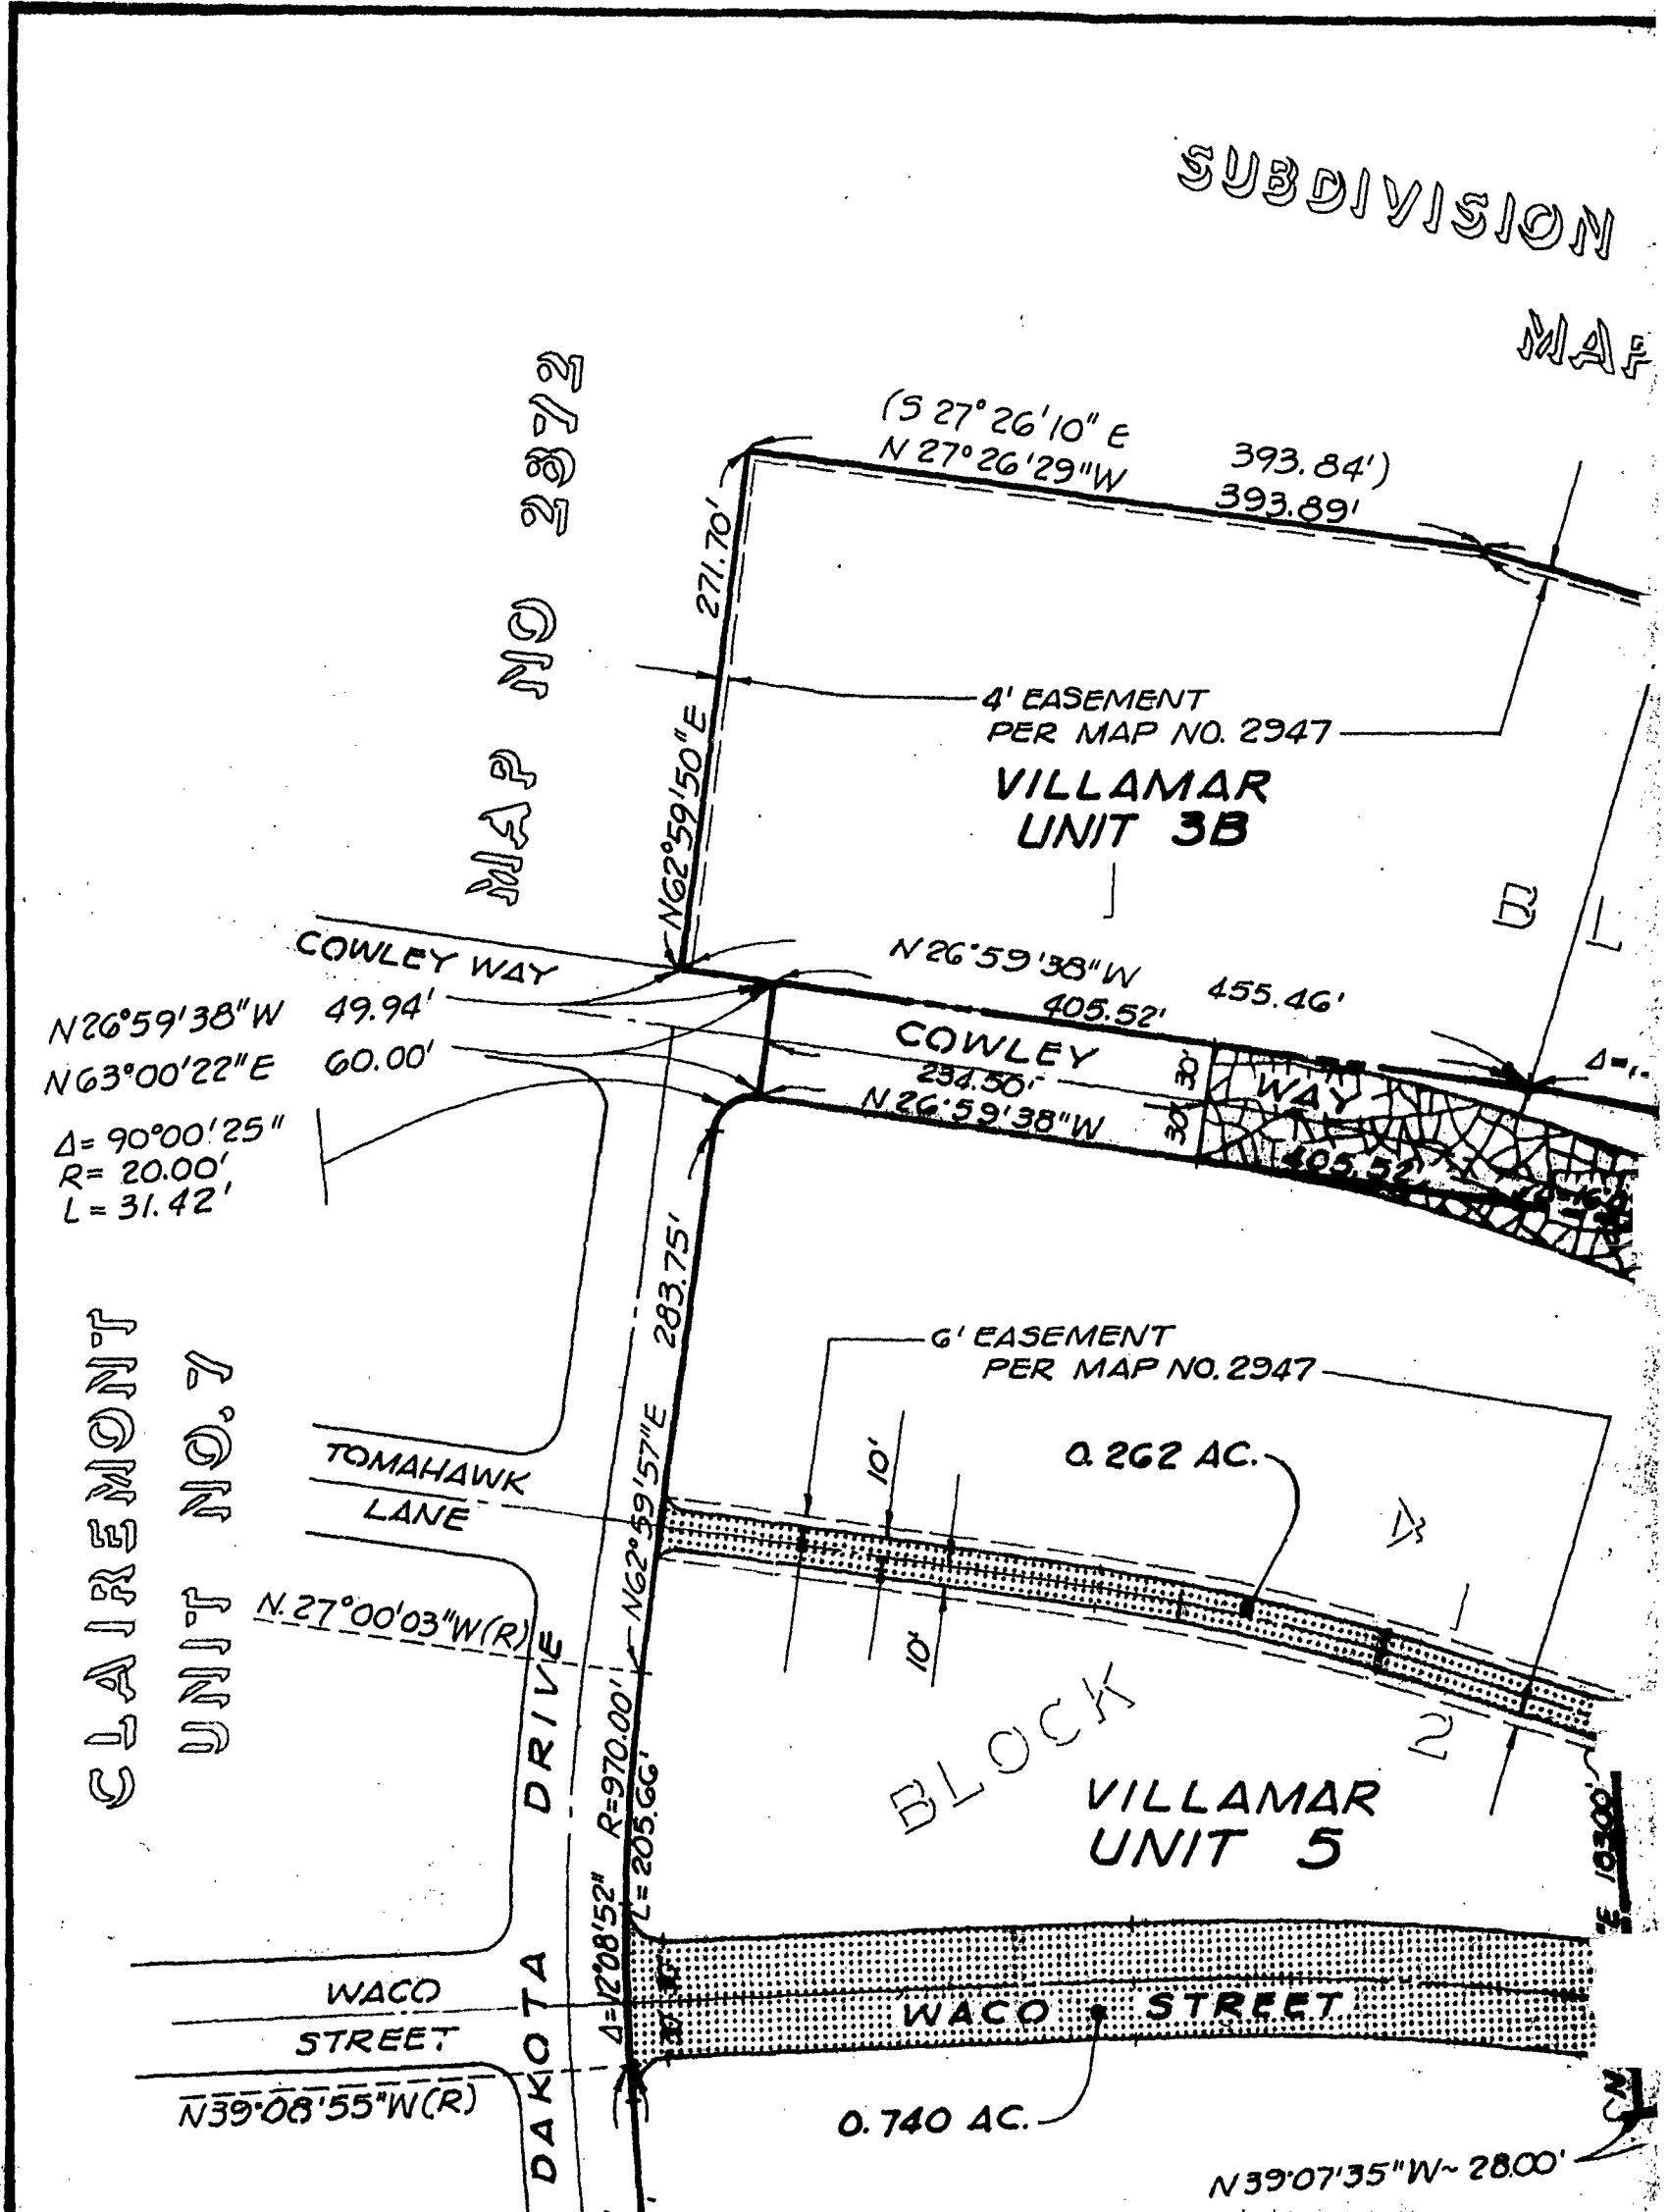 SUBDIVISION
MAP NO 2872
(S 27°26'10" E 393.84')
N 27°26'29"W 393.89'
271.70'
N62°59'50"E
4' EASEMENT
PER MAP NO. 2947
VILLAMAR
UNIT 3B
B L
COWLEY WAY
N26°59'38"W 49.94'
N63°00'22"E 60.00'
Δ= 90°00'25"
R= 20.00'
L= 31.42'
N26°59'38"W 455.46'
405.52'
COWLEY WAY
234.50'
N26°59'38"W
30'
30'
405.52'
283.75'
N62°59'57"E
6' EASEMENT
PER MAP NO. 2947
0.262 AC.
10'
10'
CLAIREMONT
UNIT NO. 7
TOMAHAWK
LANE
N.27°00'03"W(R)
DAKOTA DRIVE
R=970.00'
L=205.66'
Δ=12°08'52"
BLOCK
1
2
VILLAMAR
UNIT 5
WACO
STREET
WACO STREET
30' 30'
N39°08'55"W(R)
0.740 AC.
N39°07'35"W~28.00'